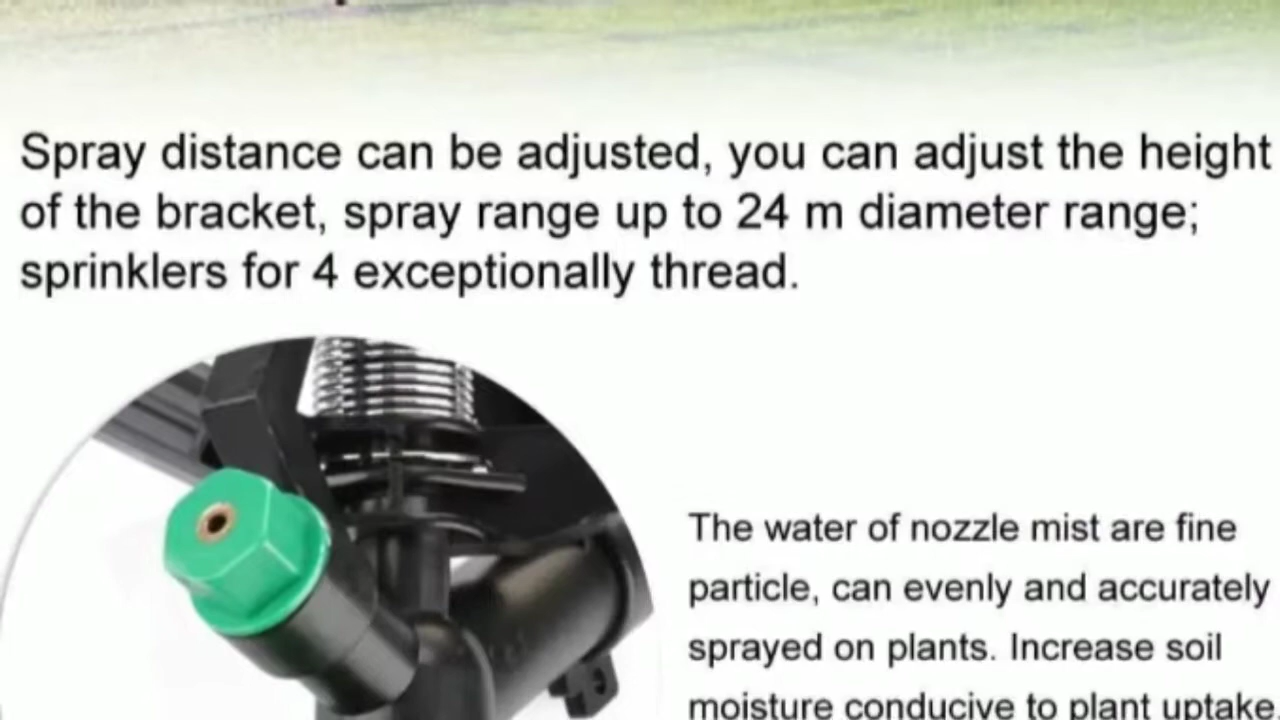 Spray distance can be adjusted, you can adjust the height
of the bracket, spray range up to 24 m diameter range;
sprinklers for 4 exceptionally thread.
The water of nozzle mist are fine
particle, can evenly and accurately
sprayed on plants. Increase soil
moisture conducive to plant uptake